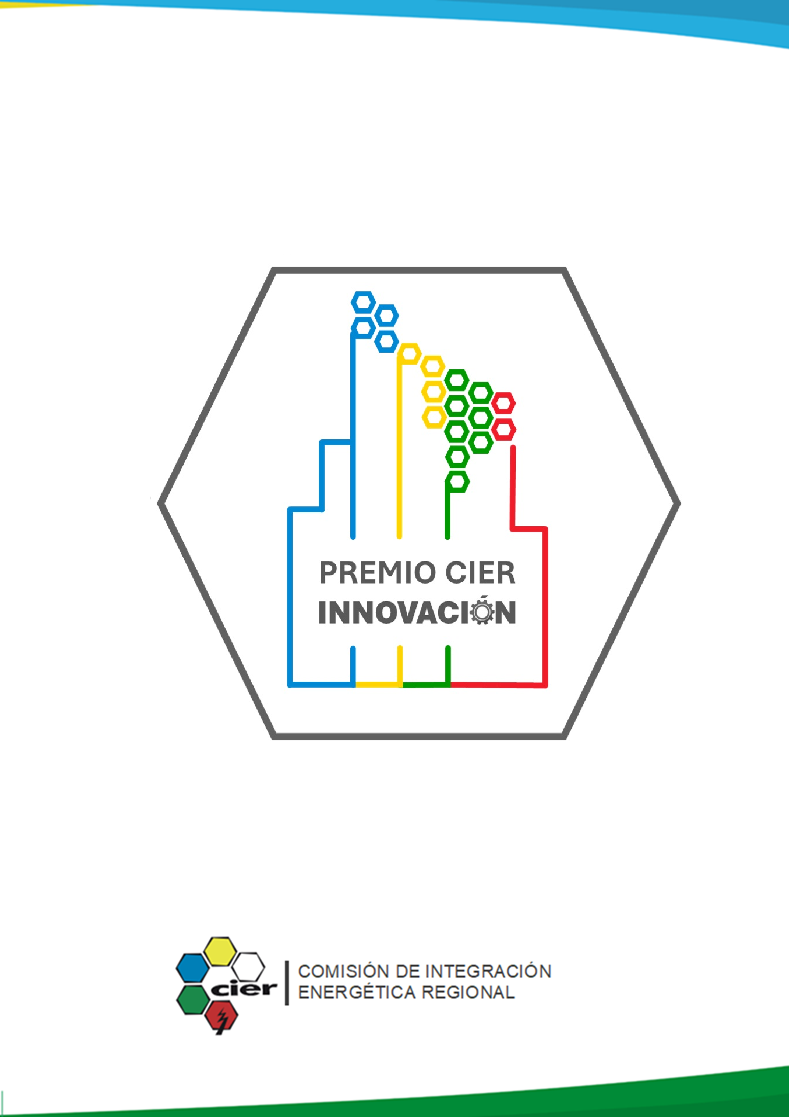 PREMIO CIER
INNOVACIÓN
cier
COMISIÓN DE INTEGRACIÓN
ENERGÉTICA REGIONAL